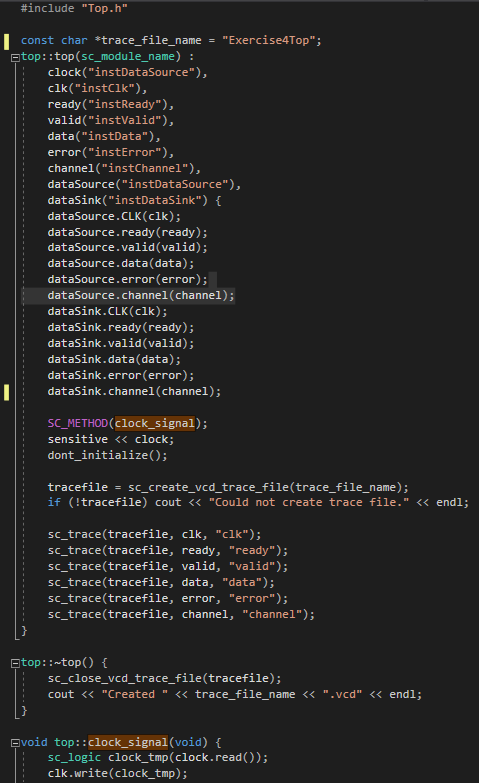 #include "Top.h"
const char *trace_file_name = "Exercise4Top";
top::top(sc_module_name) :
clock("instDataSource"),
clk("instClk"),
ready("instReady"),
valid("instValid"),
data("instData"),
error("instError"),
channel("instChannel"),
dataSource("instDataSource"),
dataSink("instDataSink") {
dataSource.CLK(clk);
dataSource.ready(ready);
dataSource.valid(valid);
dataSource.data(data);
dataSource.error(error);
dataSource.channel(channel);
dataSink.CLK(clk);
dataSink.ready(ready);
dataSink.valid(valid);
dataSink.data(data);
dataSink.error(error);
dataSink.channel(channel);
SC_METHOD(clock_signal);
sensitive << clock;
dont_initialize();
tracefile = sc_create_vcd_trace_file(trace_file_name);
if (!tracefile) cout << "Could not create trace file." << endl;
sc_trace(tracefile, clk, "clk");
sc_trace(tracefile, ready, "ready");
sc_trace(tracefile, valid, "valid");
sc_trace(tracefile, data, "data");
sc_trace(tracefile, error, "error");
sc_trace(tracefile, channel, "channel");
}
top::~top() {
sc_close_vcd_trace_file(tracefile);
cout << "Created " << trace_file_name << ".vcd" << endl;
}
void top::clock_signal(void) {
sc_logic clock_tmp(clock.read());
clk.write(clock_tmp);